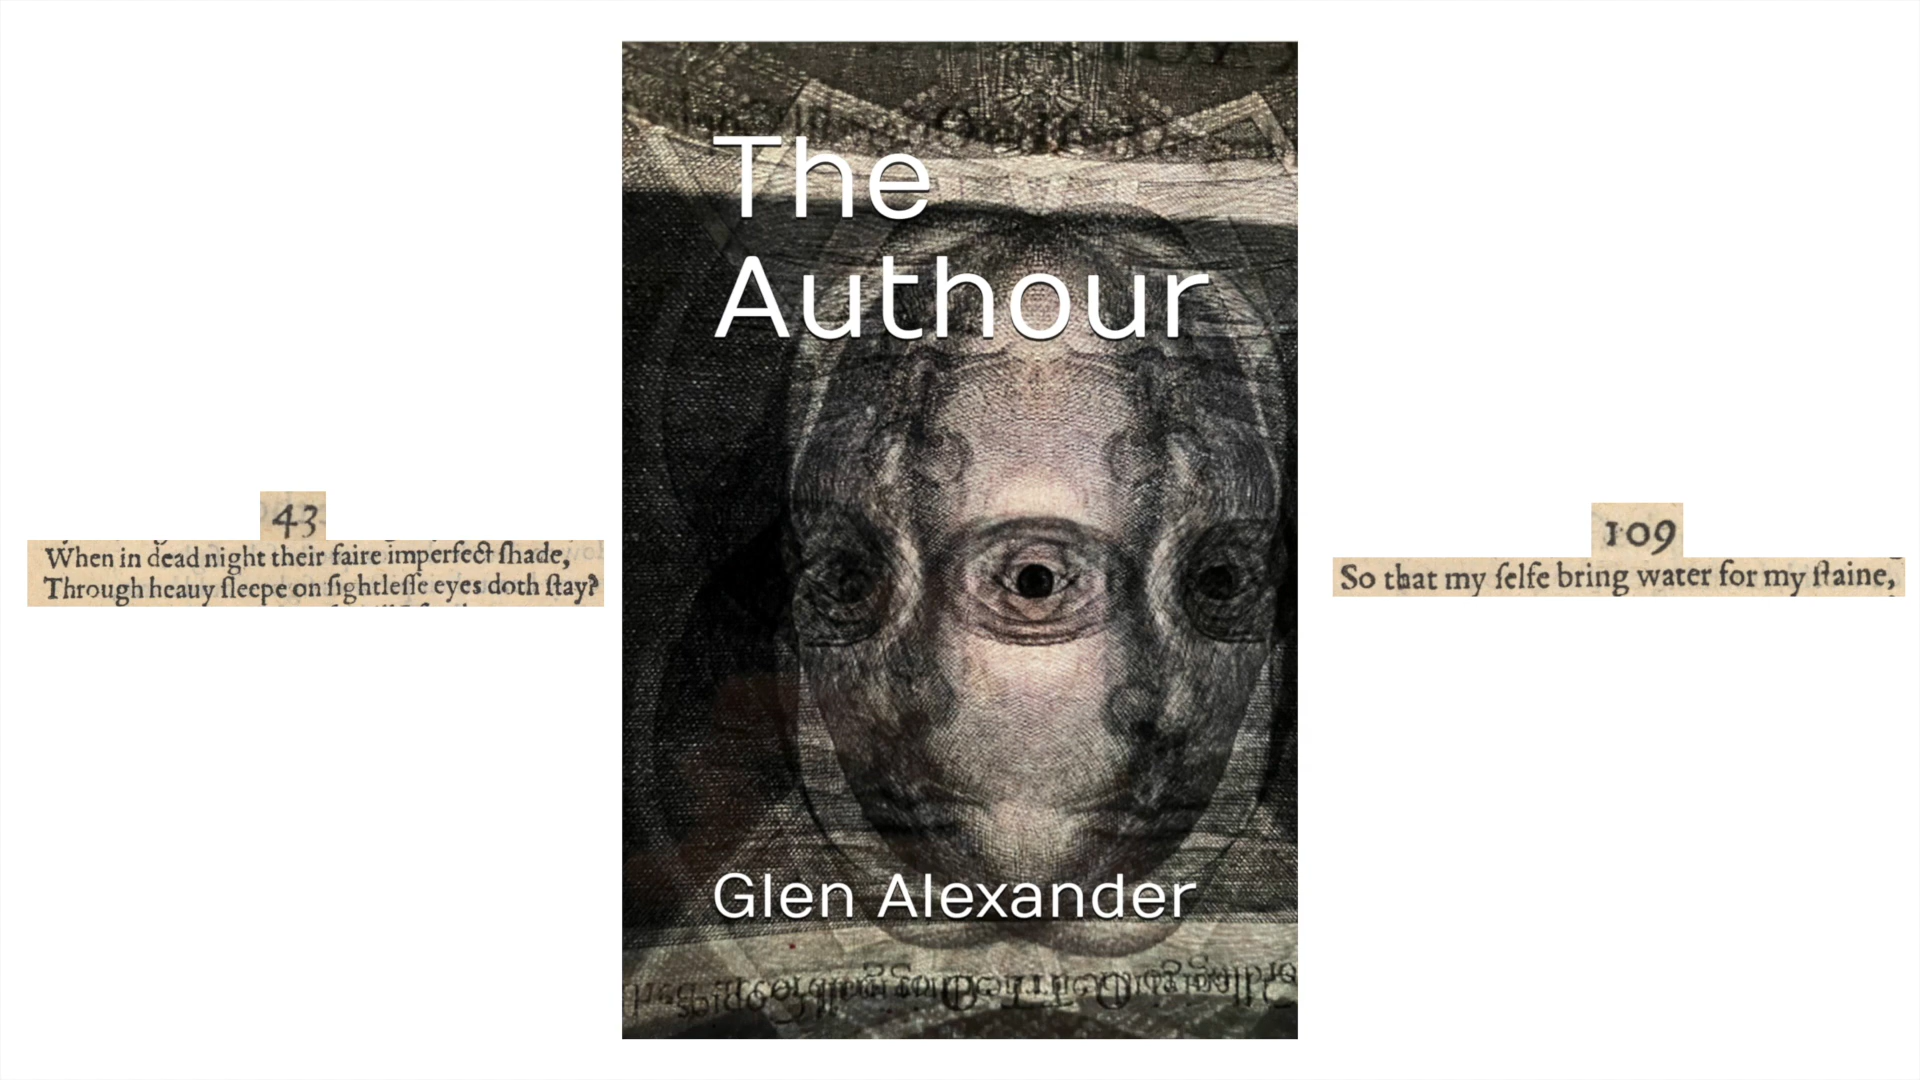 43
When in dead night their faire imperfect ſhade,
Through heauy ſleepe on ſightleſſe eyes doth ſtay?
The
Authour
Glen Alexander
109
So that my ſelfe bring water for my ſtaine,